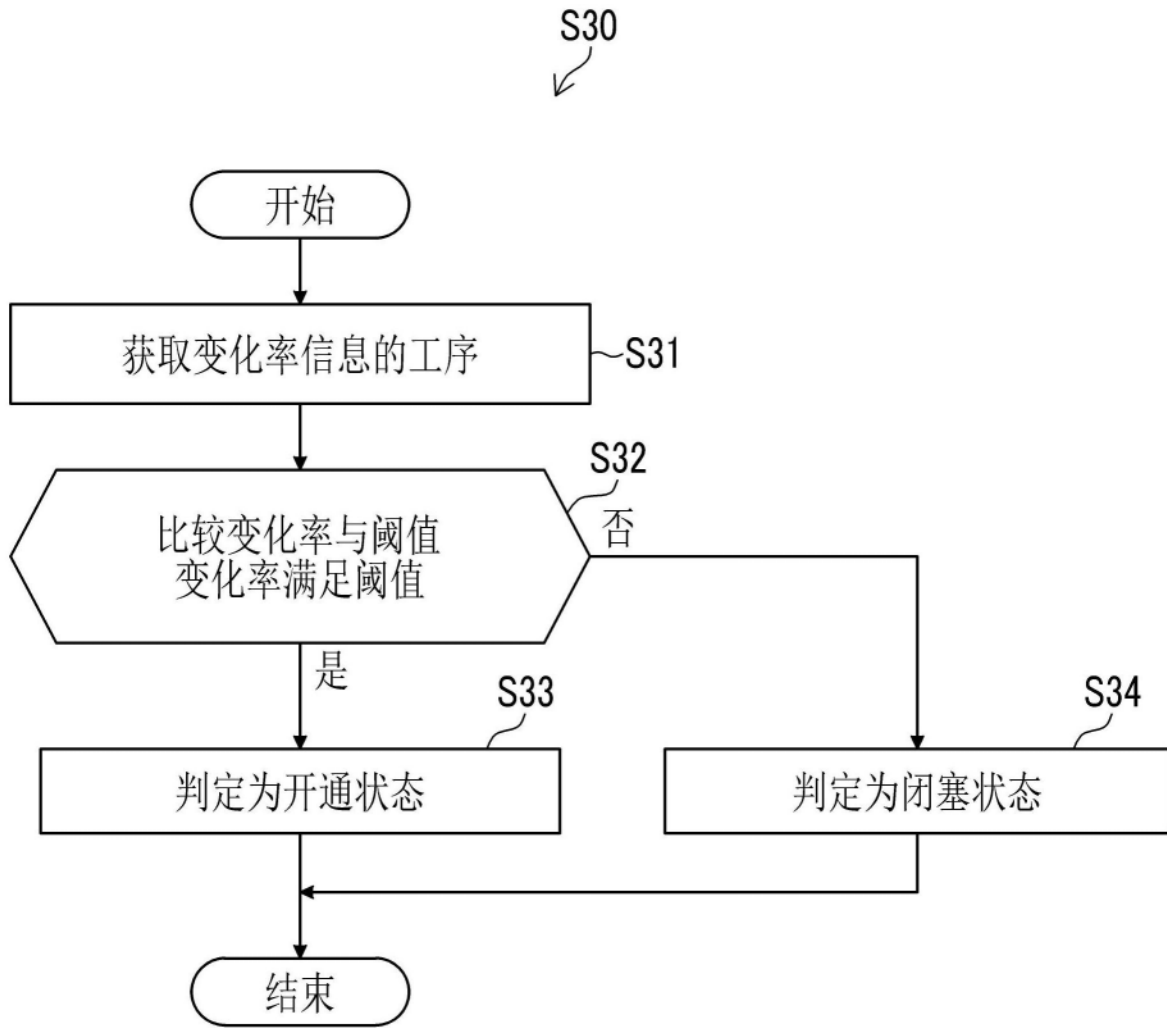 S30
开始
获取变化率信息的工序
S31
S32
比较变化率与阈值
变化率满足阈值
否
是
S33
判定为开通状态
S34
判定为闭塞状态
结束